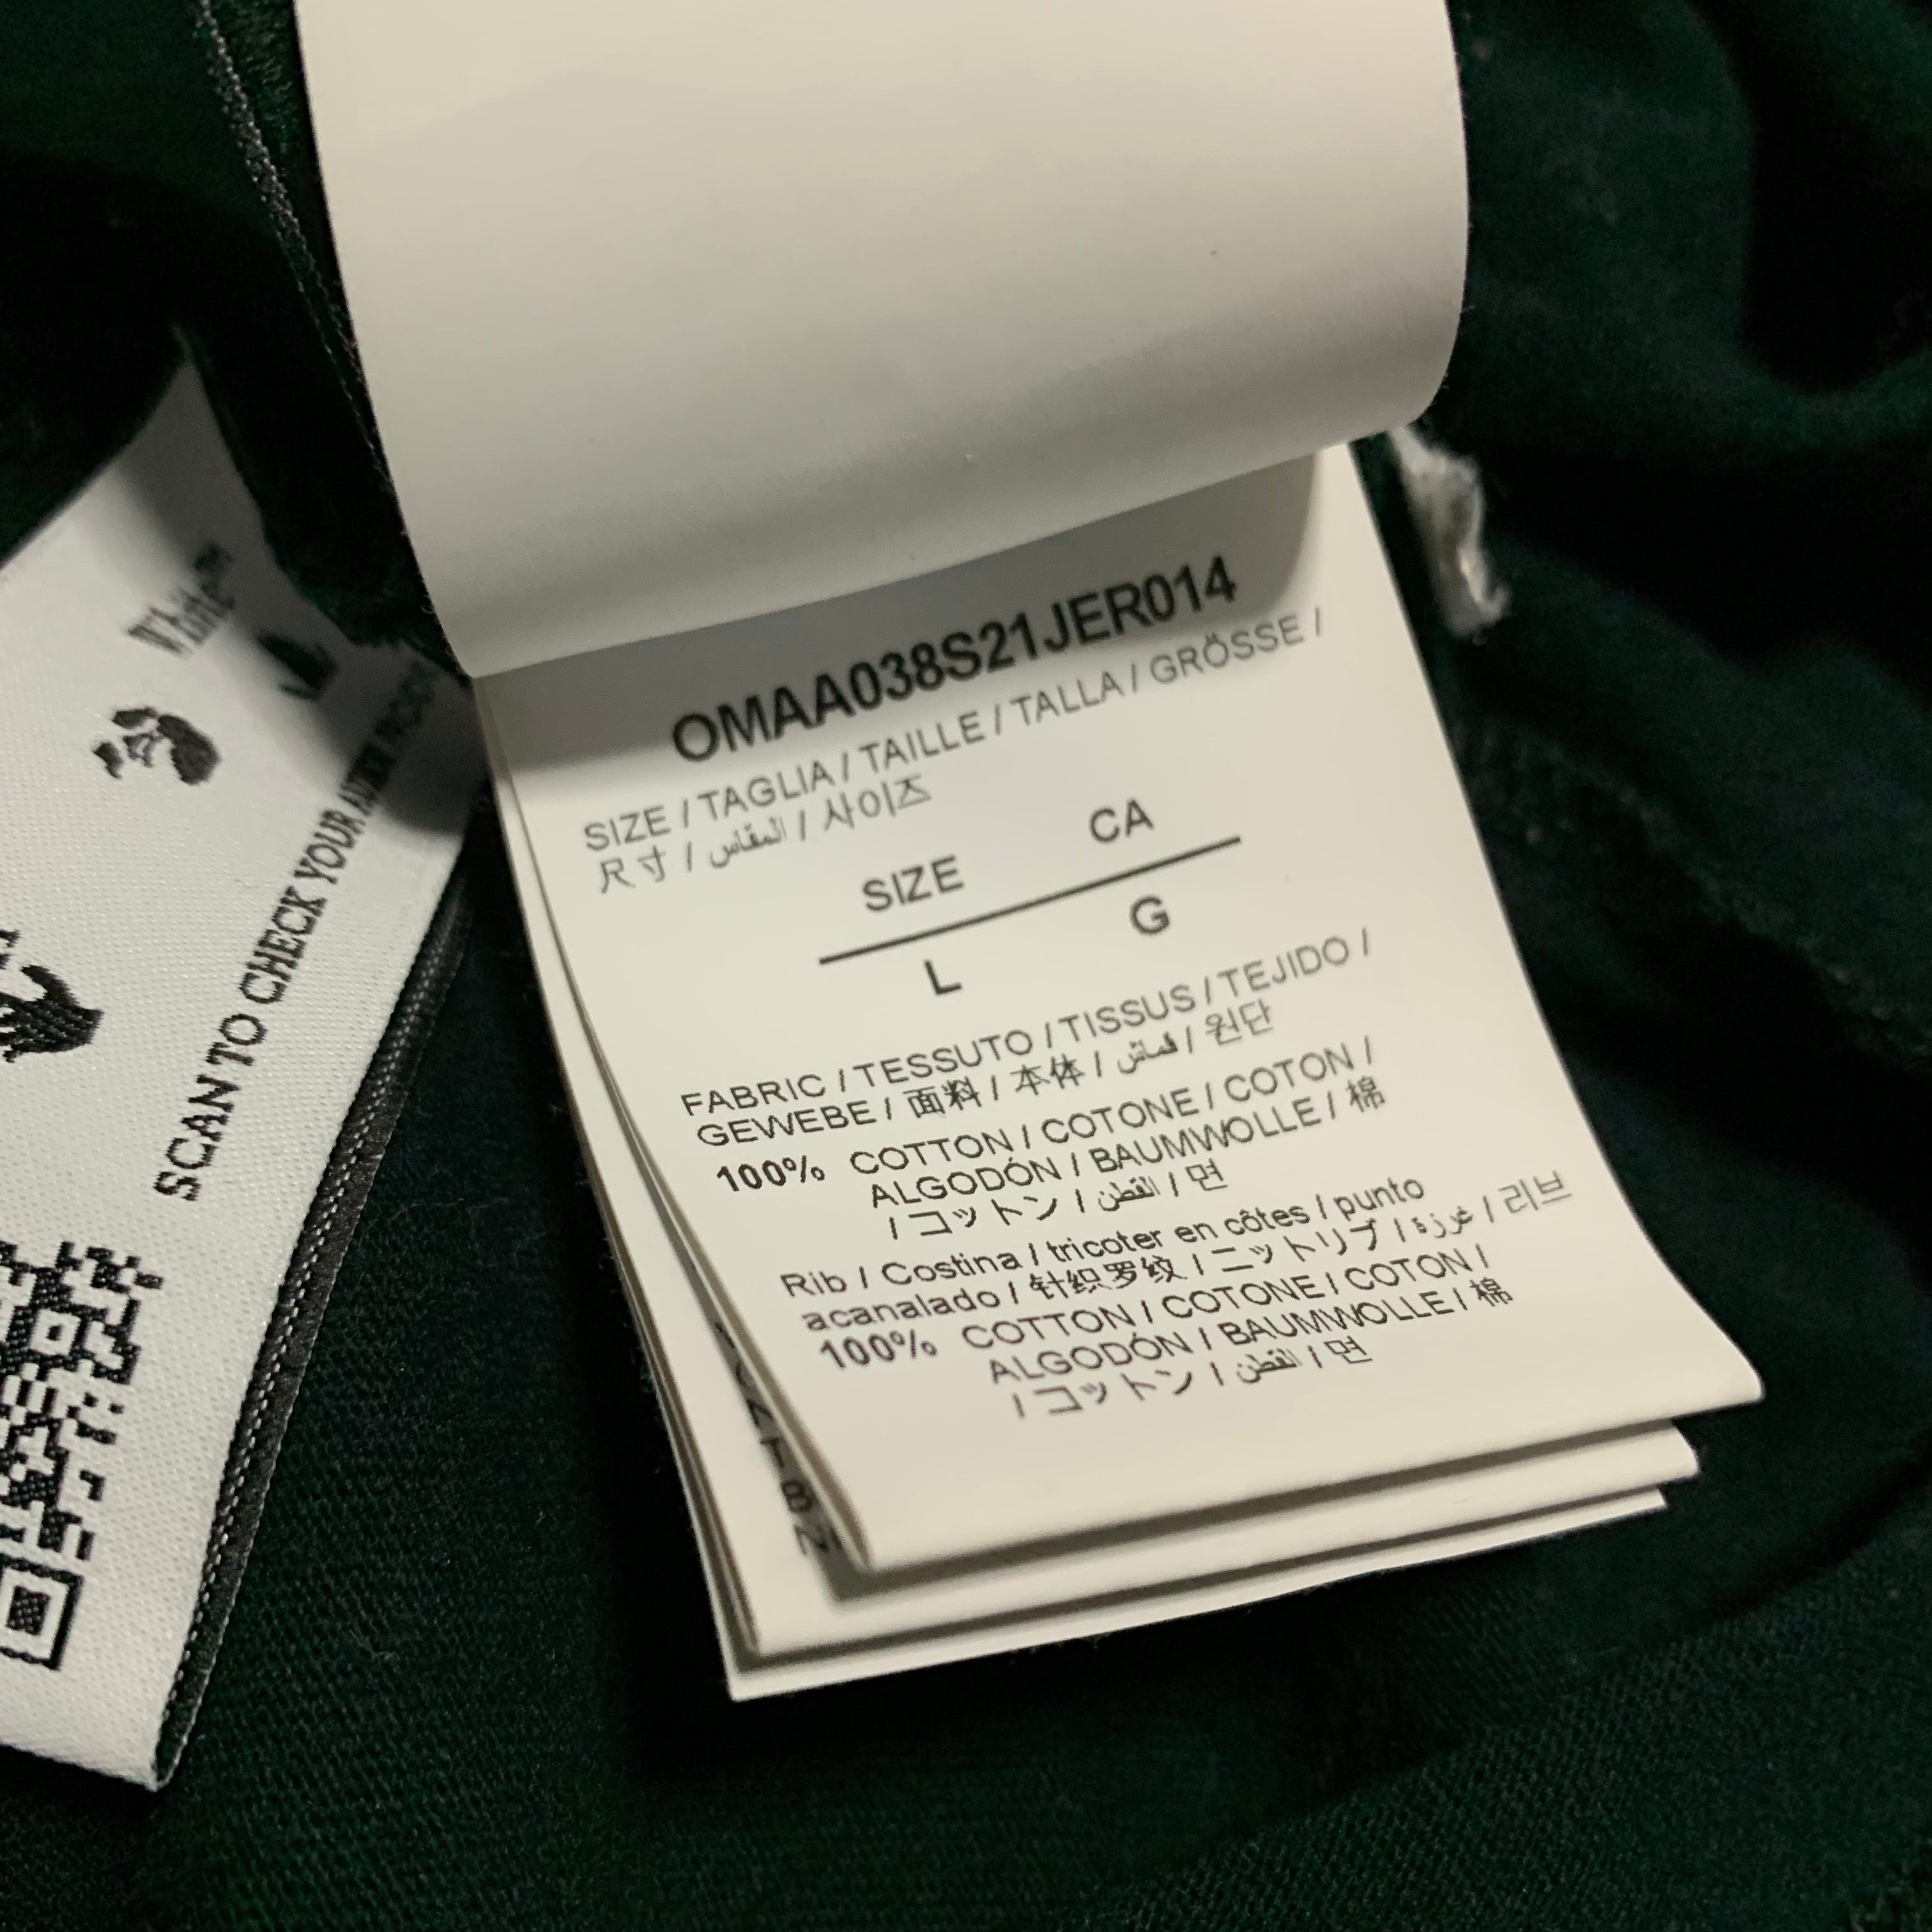 White™
SCAN TO CHECK YOUR
OMAA038S21JER014
SIZE / TAGLIA / TAILLE / TALLA / GRÖSSE /
尺寸 / المقاس / 사이즈
SIZE CA
L G
FABRIC / TESSUTO / TISSUS / TEJIDO /
GEWEBE / 面料 / 本体 / قماش / 원단
100% COTTON / COTONE / COTON /
ALGODÓN / BAUMWOLLE / 棉
/ コットン / القطن / 면
Rib / Costina / tricoter en côtes / punto
acanalado / 针织罗纹 / ニットリブ / غرزة / 리브
100% COTTON / COTONE / COTON /
ALGODÓN / BAUMWOLLE / 棉
/ コットン / القطن / 면